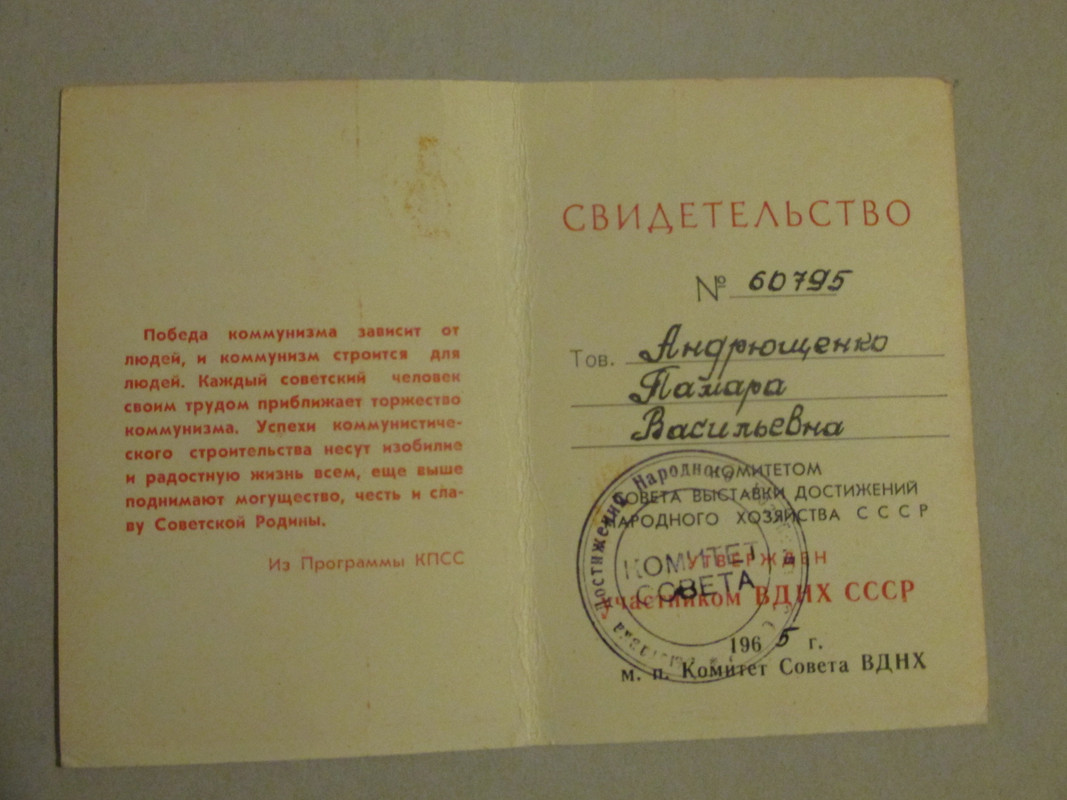 Победа коммунизма зависит от
людей, и коммунизм строится для
людей. Каждый советский человек
своим трудом приближает торжество
коммунизма. Успехи коммунистиче-
ского строительства несут изобилие
и радостную жизнь всем, еще выше
поднимают могущество, честь и сла-
ву Советской Родины.
Из Программы КПСС
СВИДЕТЕЛЬСТВО
№ 60795
Тов. Андрющенко
Тамара
Васильевна
КОМИТЕТОМ
СОВЕТА ВЫСТАВКИ ДОСТИЖЕНИЙ
НАРОДНОГО ХОЗЯЙСТВА СССР
УТВЕРЖДЕН
участником ВДНХ СССР
1965 г.
м. п. Комитет Совета ВДНХ
Достижений Народного
КОМИТЕТ
СОВЕТА